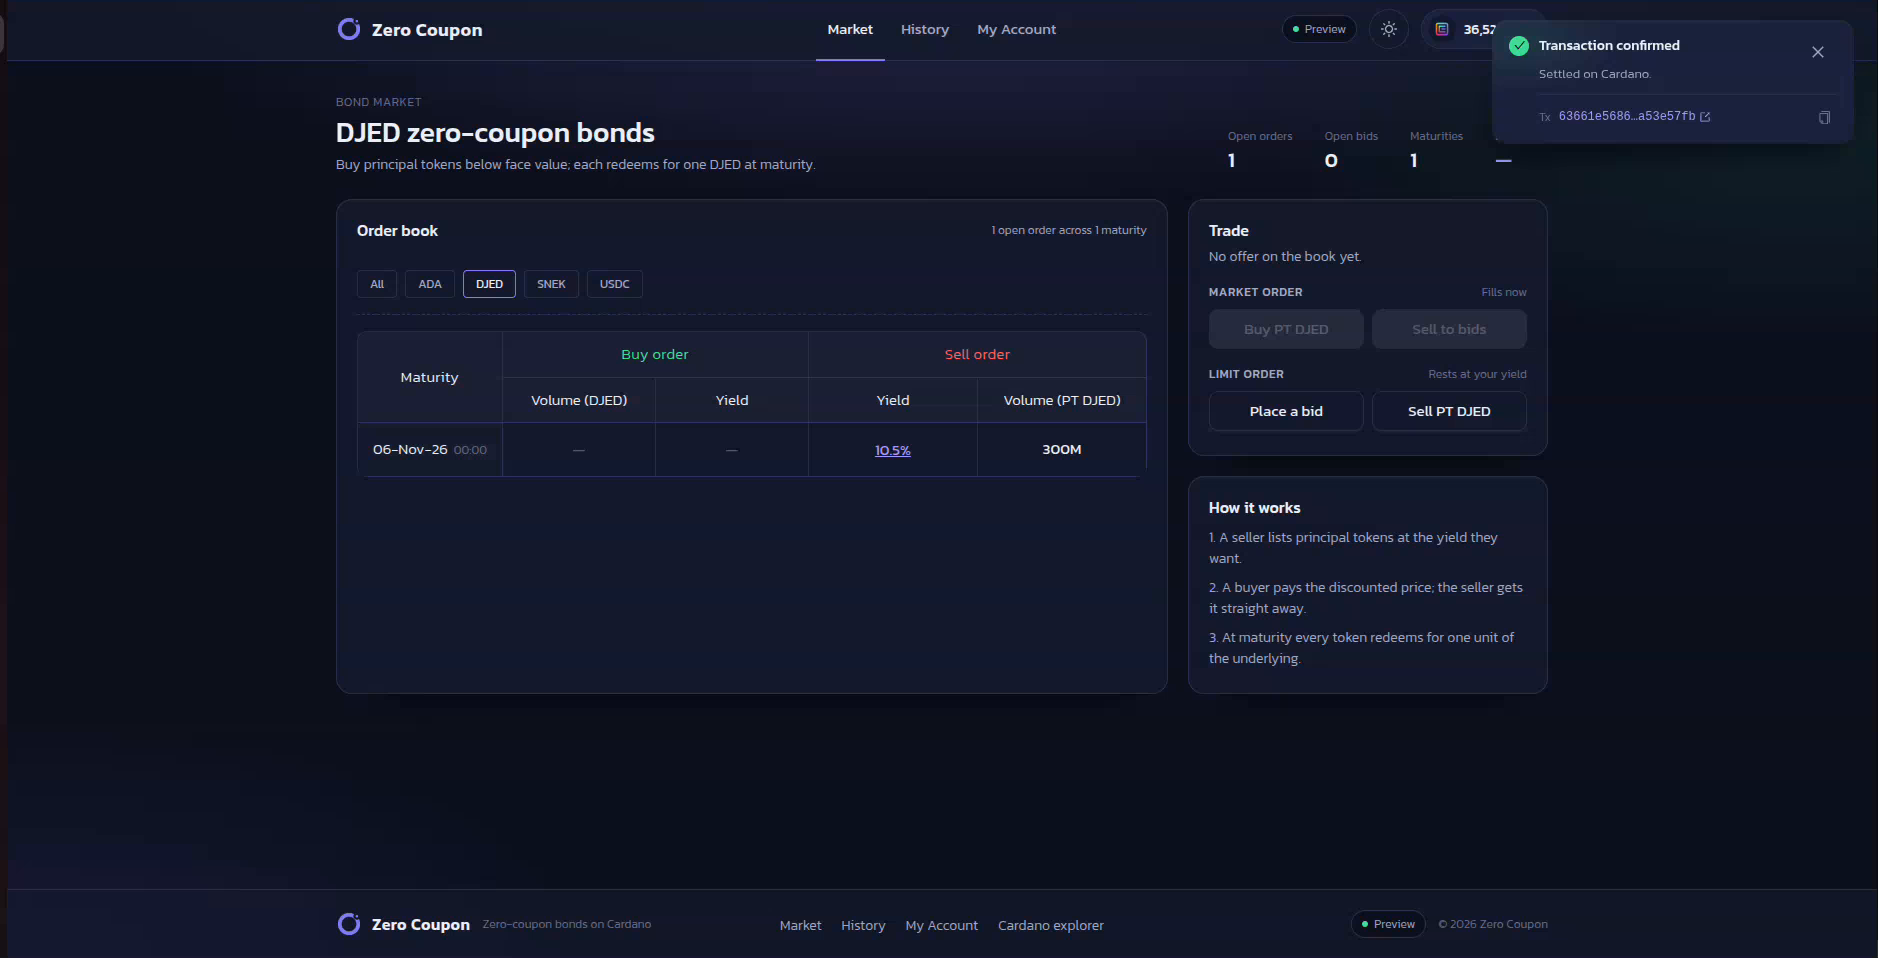 Zero Coupon
Market
History
My Account
Preview
36,52
Transaction confirmed
Settled on Cardano.
Tx 63661e5686…a53e57fb
BOND MARKET
DJED zero-coupon bonds
Buy principal tokens below face value; each redeems for one DJED at maturity.
Open orders
1
Open bids
0
Maturities
1
—
Order book
1 open order across 1 maturity
All
ADA
DJED
SNEK
USDC
Maturity
Buy order
Sell order
Volume (DJED)
Yield
Yield
Volume (PT DJED)
06-Nov-26 00:00
—
—
10.5%
300M
Trade
No offer on the book yet.
MARKET ORDER
Fills now
Buy PT DJED
Sell to bids
LIMIT ORDER
Rests at your yield
Place a bid
Sell PT DJED
How it works
1. A seller lists principal tokens at the yield they
want.
2. A buyer pays the discounted price; the seller gets
it straight away.
3. At maturity every token redeems for one unit of
the underlying.
Zero Coupon
Zero-coupon bonds on Cardano
Market
History
My Account
Cardano explorer
Preview
© 2026 Zero Coupon